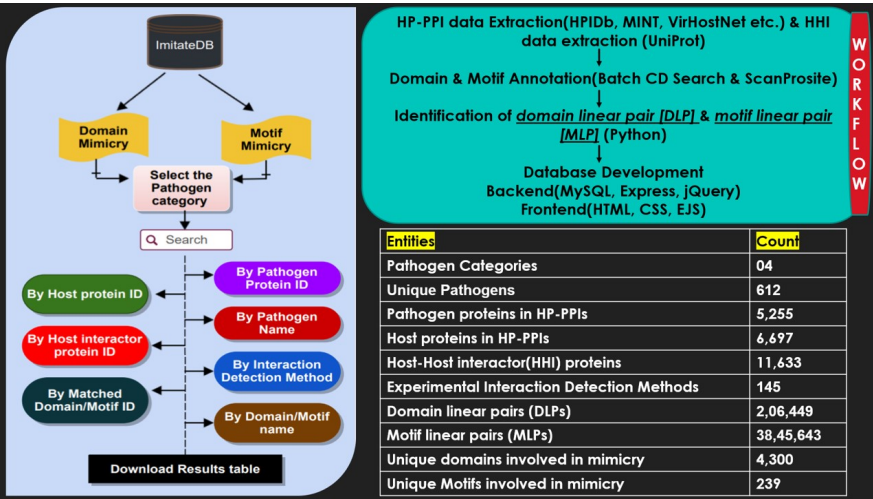 ImitateDB
Domain
Mimicry
Motif
Mimicry
Select the
Pathogen
category
Search
By Pathogen
Protein ID
By Host protein ID
By Pathogen
Name
By Host interactor
protein ID
By Interaction
Detection Method
By Matched
Domain/Motif ID
By Domain/Motif
name
Download Results table
HP-PPI data Extraction(HPIDb, MINT, VirHostNet etc.) & HHI
data extraction (UniProt)
Domain & Motif Annotation(Batch CD Search & ScanProsite)
Identification of domain linear pair [DLP] & motif linear pair
[MLP] (Python)
Database Development
Backend(MySQL, Express, jQuery)
Frontend(HTML, CSS, EJS)
WORKFLOW
Entities Count
Pathogen Categories 04
Unique Pathogens 612
Pathogen proteins in HP-PPIs 5,255
Host proteins in HP-PPIs 6,697
Host-Host interactor(HHI) proteins 11,633
Experimental Interaction Detection Methods 145
Domain linear pairs (DLPs) 2,06,449
Motif linear pairs (MLPs) 38,45,643
Unique domains involved in mimicry 4,300
Unique Motifs involved in mimicry 239